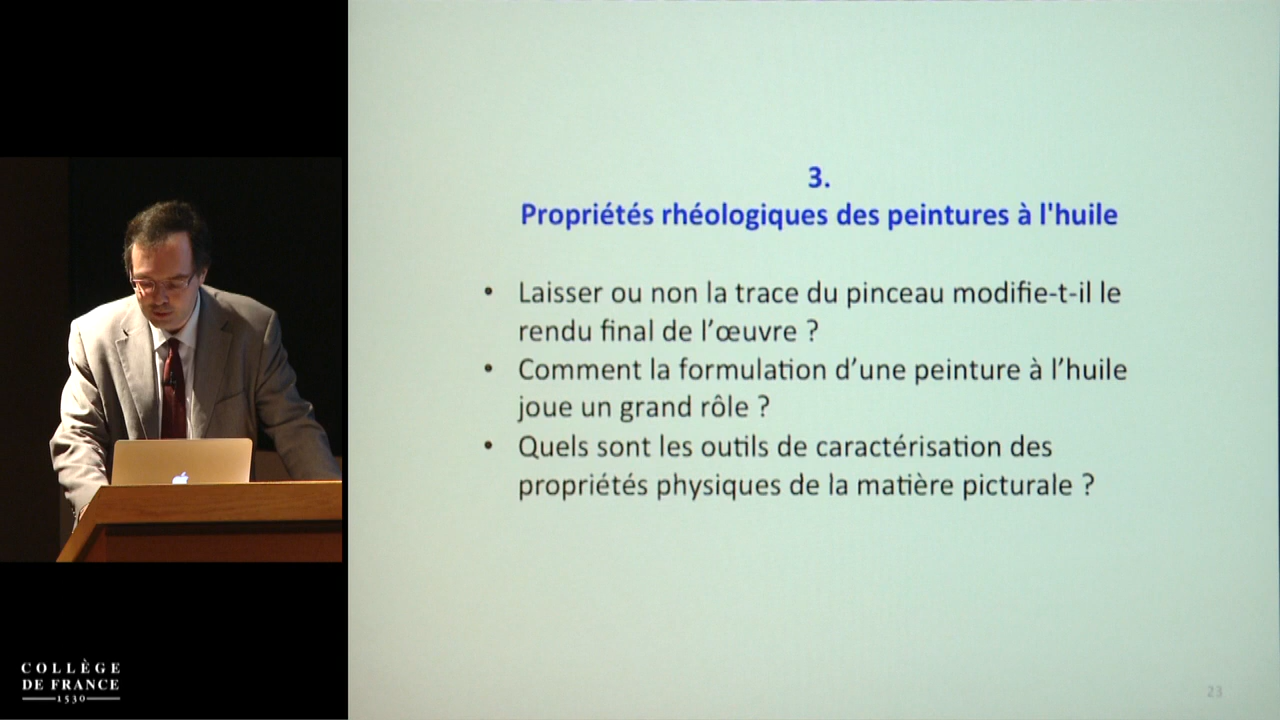 3.
Propriétés rhéologiques des peintures à l'huile
• Laisser ou non la trace du pinceau modifie-t-il le
rendu final de l’œuvre ?
• Comment la formulation d’une peinture à l’huile
joue un grand rôle ?
• Quels sont les outils de caractérisation des
propriétés physiques de la matière picturale ?
23
COLLÈGE
DE FRANCE
1530